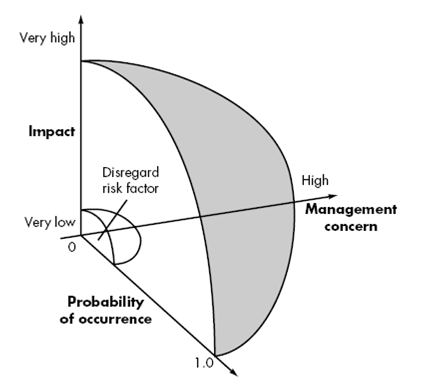 Very high
Impact
Disregard
risk factor
High
Management
concern
Very low
0
Probability
of occurrence
1.0